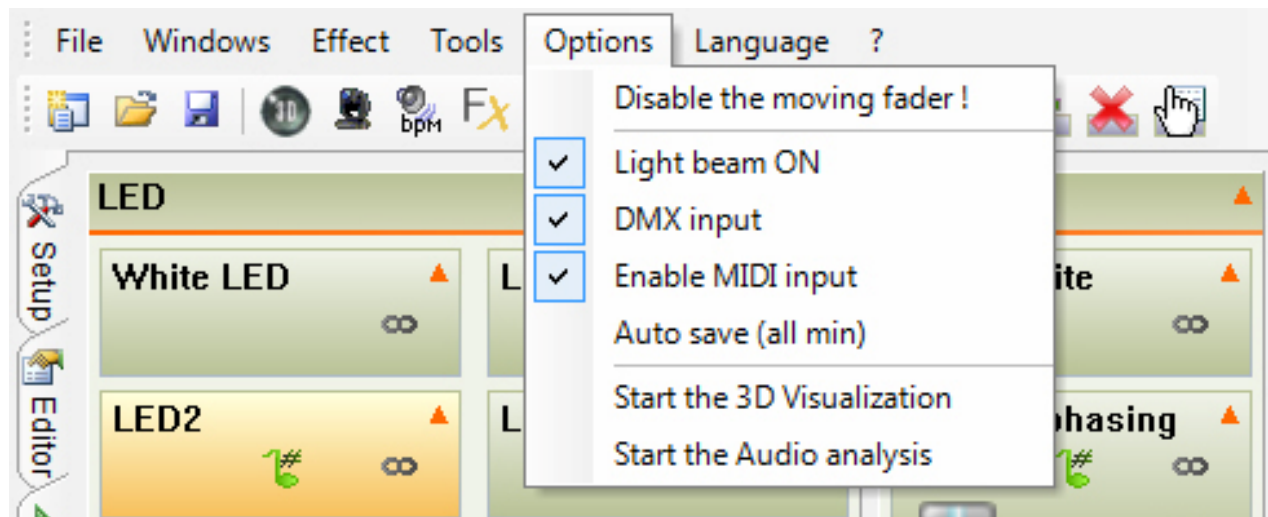 File Windows Effect Tools Options Language ?
3D bpm Fx
Disable the moving fader !
Light beam ON
DMX input
Enable MIDI input
Auto save (all min)
Start the 3D Visualization
Start the Audio analysis
Setup
Editor
LED
White LED
LED2